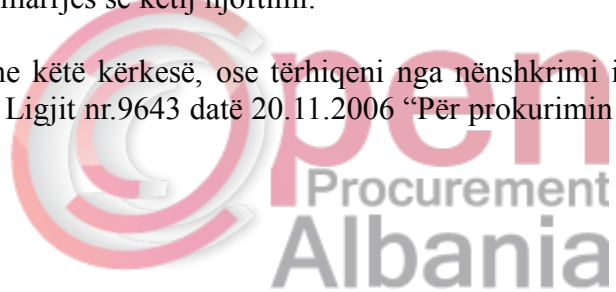 marrjes së këtij njoftimi.
ne këtë kërkesë, ose tërhiqeni nga nënshkrimi i
Ligjit nr.9643 datë 20.11.2006 “Për prokurimin
Open
Procurement
Albania